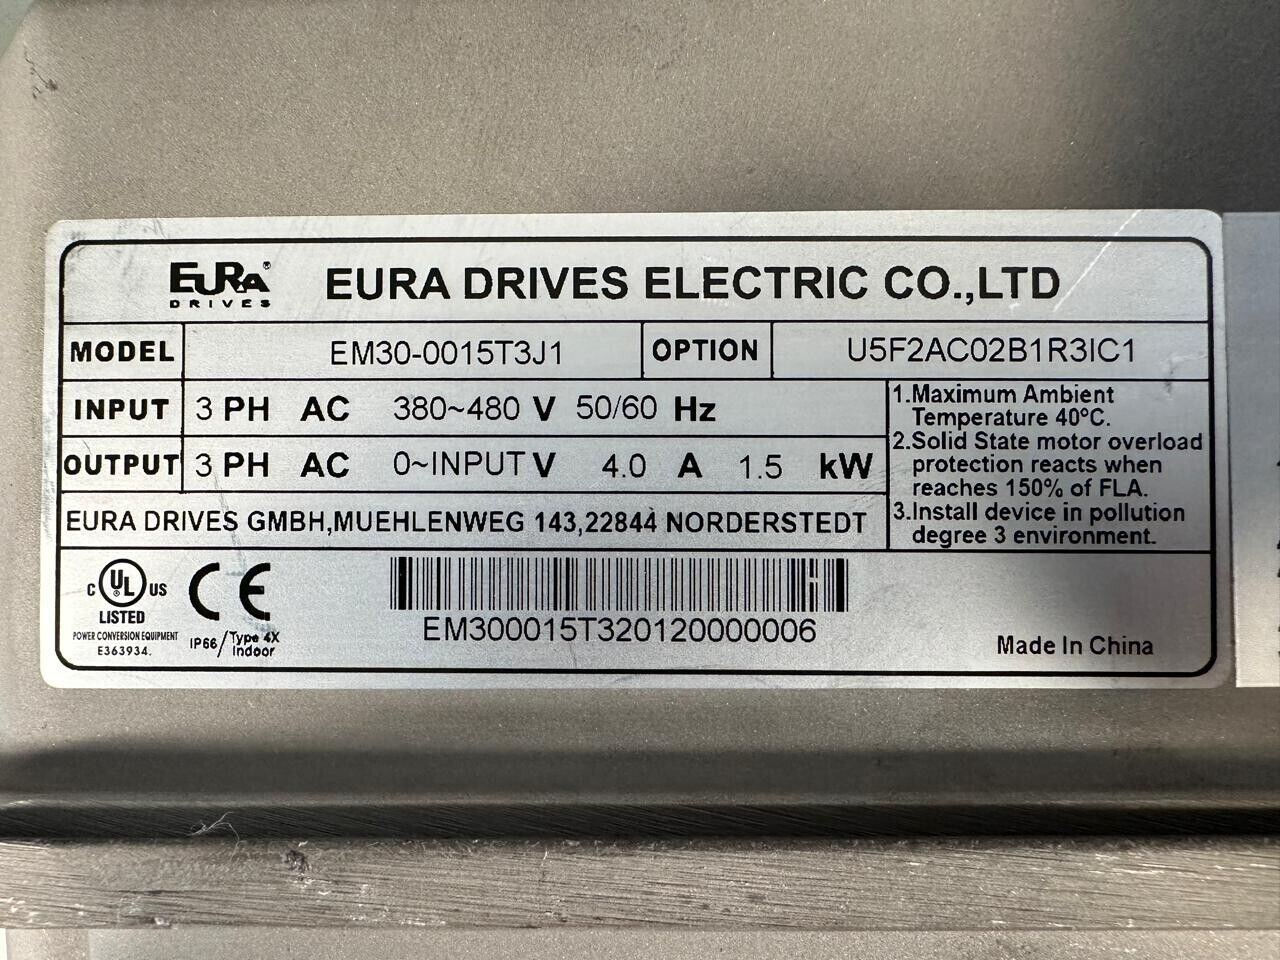 EURA® DRIVES
EURA DRIVES ELECTRIC CO.,LTD
MODEL EM30-0015T3J1 OPTION U5F2AC02B1R3IC1
INPUT 3 PH AC 380~480 V 50/60 Hz
OUTPUT 3 PH AC 0~INPUT V 4.0 A 1.5 kW
EURA DRIVES GMBH,MUEHLENWEG 143,22844 NORDERSTEDT
1.Maximum Ambient
Temperature 40°C.
2.Solid State motor overload
protection reacts when
reaches 150% of FLA.
3.Install device in pollution
degree 3 environment.
C UL US
LISTED
POWER CONVERSION EQUIPMENT
E363934.
CE
IP66/Type 4X
Indoor
EM300015T320120000006
Made In China